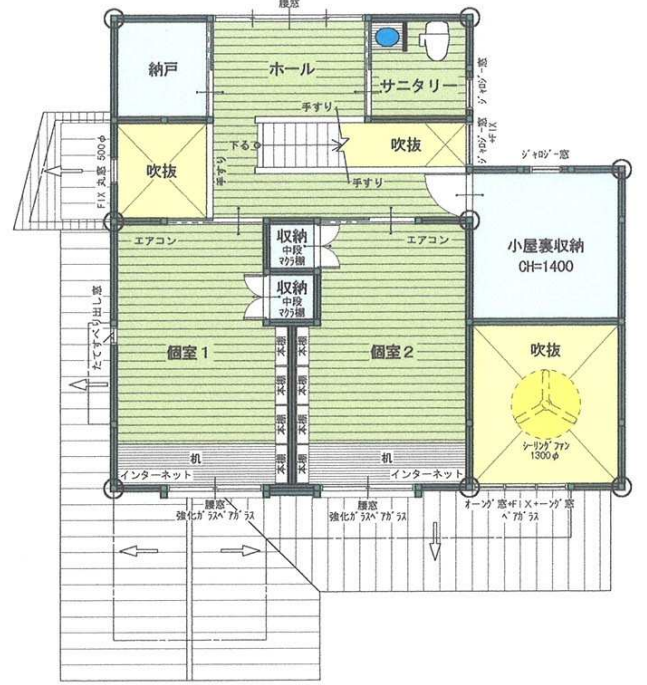 腰窓
納戸
ホール
サニタリー
ジャロジー窓
手すり
下る
吹抜
ジャロジー窓
+FIX
ジャロジー窓
FIX 丸窓 500φ
吹抜
手すり
手すり
エアコン
収納
中段
マクラ棚
エアコン
小屋裏収納
CH=1400
収納
中段
マクラ棚
たてすべり出し窓
個室1
本棚
本棚
個室2
吹抜
本棚
本棚
シーリングファン
1300φ
本棚
本棚
机
本棚
本棚
机
インターネット
インターネット
腰窓
強化ガラスペアガラス
腰窓
強化ガラスペアガラス
オーニング窓+FIX+ーング窓
ペアガラス